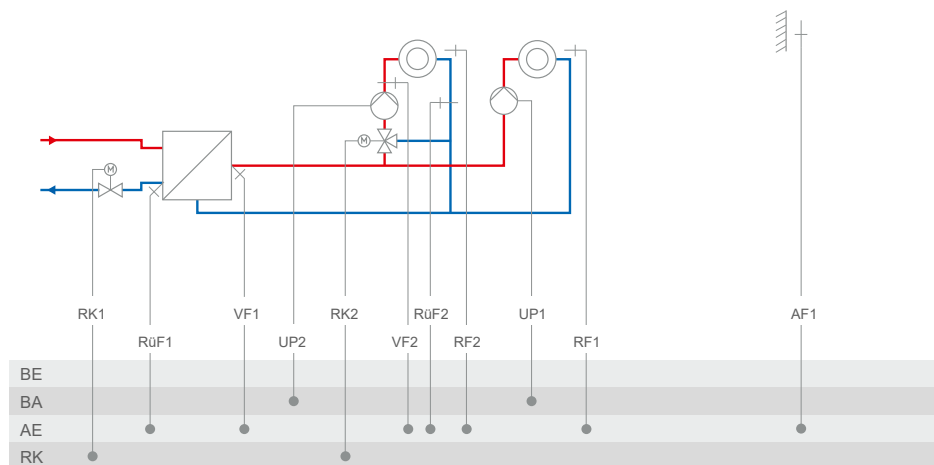 M
M
RK1 VF1 RK2 RüF2 UP1 AF1
RüF1 UP2 VF2 RF2 RF1
BE
BA
AE
RK